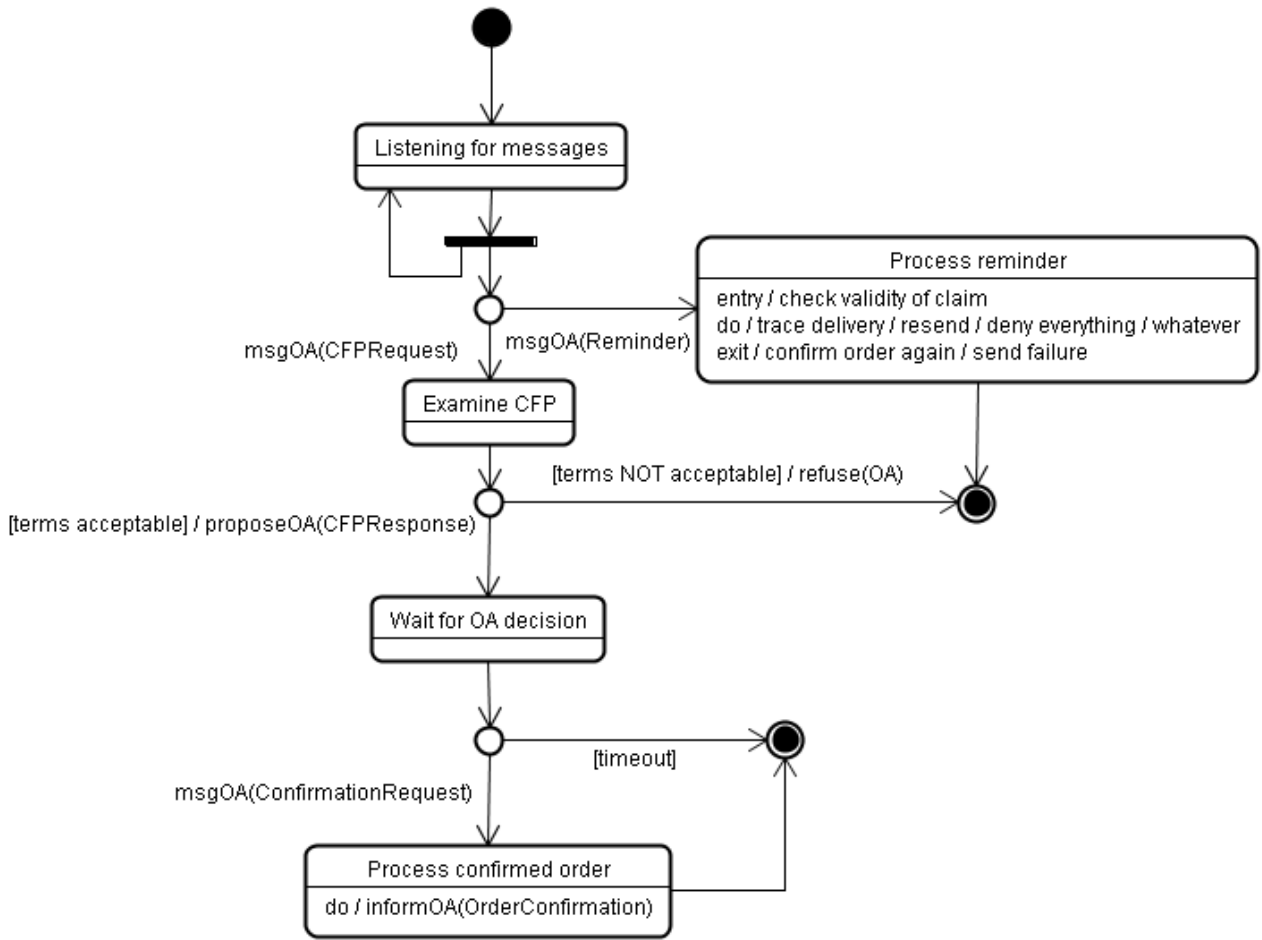 Listening for messages
Process reminder
entry / check validity of claim
do / trace delivery / resend / deny everything / whatever
exit / confirm order again / send failure
msgOA(Reminder)
msgOA(CFPRequest)
Examine CFP
[terms NOT acceptable] / refuse(OA)
[terms acceptable] / proposeOA(CFPResponse)
Wait for OA decision
[timeout]
msgOA(ConfirmationRequest)
Process confirmed order
do / informOA(OrderConfirmation)